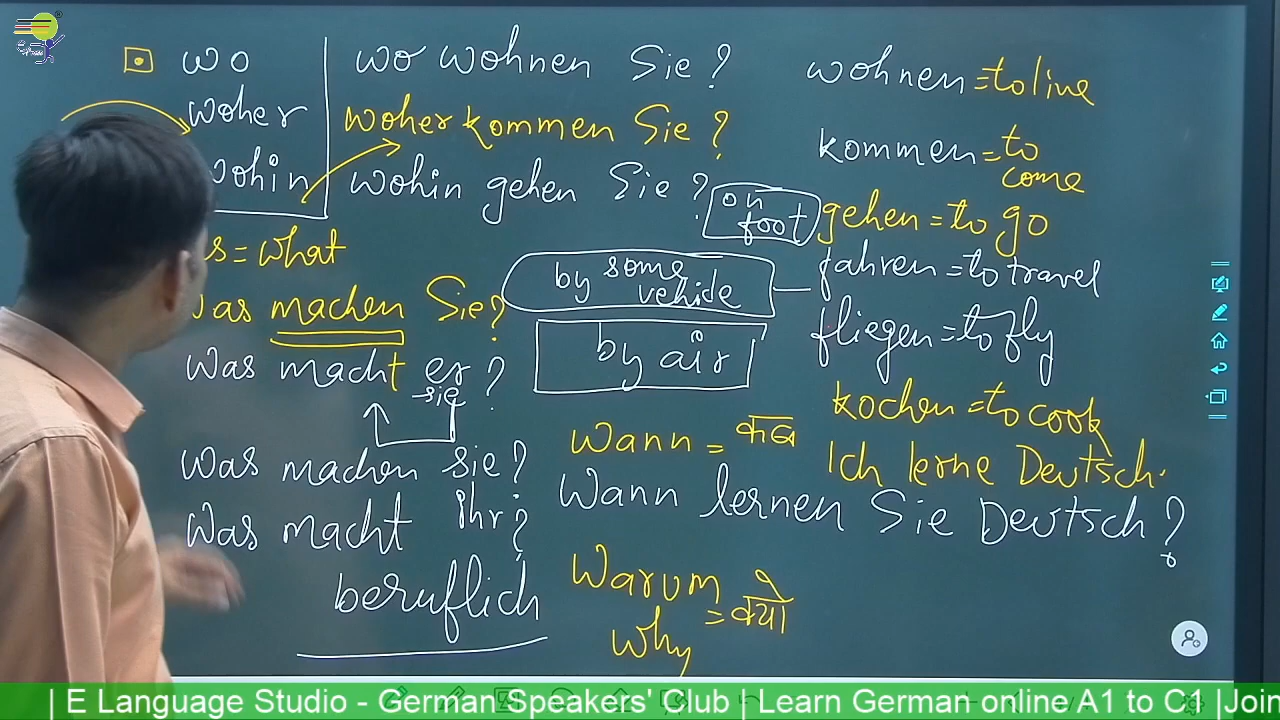 wo
woher
wohin
wo wohnen Sie?
woher kommen Sie?
wohin gehen Sie?
s = what
was machen Sie?
Was macht er?
sie
Was machen sie?
Was macht Ihr?
beruflich
on foot
by some vehicle
by air
wann = कब
Wann lernen Sie Deutsch?
Warum = क्यों
why
wohnen = to live
kommen = to come
gehen = to go
fahren = to travel
fliegen = to fly
kochen = to cook
Ich lerne Deutsch.
| E Language Studio - German Speakers' Club | Learn German online A1 to C1 |Join